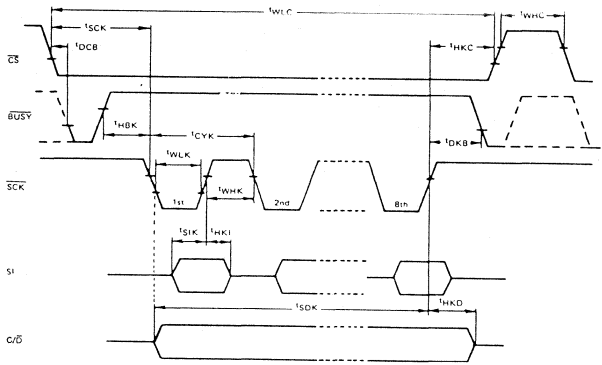 tWLC
tSCK
tWHC
tDCB
tHKC
CS
BUSY
tHBK
tCYK
tDKB
tWLK
SCK
tWHK
1st
2nd
8th
tSIK
tHKI
SI
tSDK
tHKD
C/D